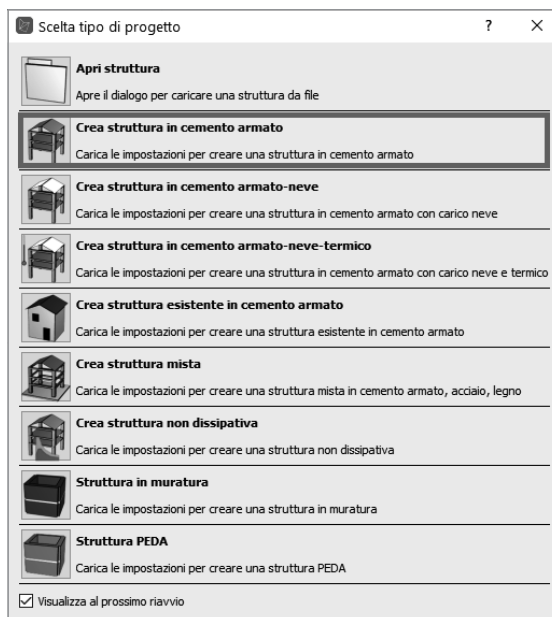 Scelta tipo di progetto ? ×
Apri struttura
Apre il dialogo per caricare una struttura da file
Crea struttura in cemento armato
Carica le impostazioni per creare una struttura in cemento armato
Crea struttura in cemento armato-neve
Carica le impostazioni per creare una struttura in cemento armato con carico neve
Crea struttura in cemento armato-neve-termico
Carica le impostazioni per creare una struttura in cemento armato con carico neve e termico
Crea struttura esistente in cemento armato
Carica le impostazioni per creare una struttura esistente in cemento armato
Crea struttura mista
Carica le impostazioni per creare una struttura mista in cemento armato, acciaio, legno
Crea struttura non dissipativa
Carica le impostazioni per creare una struttura non dissipativa
Struttura in muratura
Carica le impostazioni per creare una struttura in muratura
Struttura PEDA
Carica le impostazioni per creare una struttura PEDA
Visualizza al prossimo riavvio